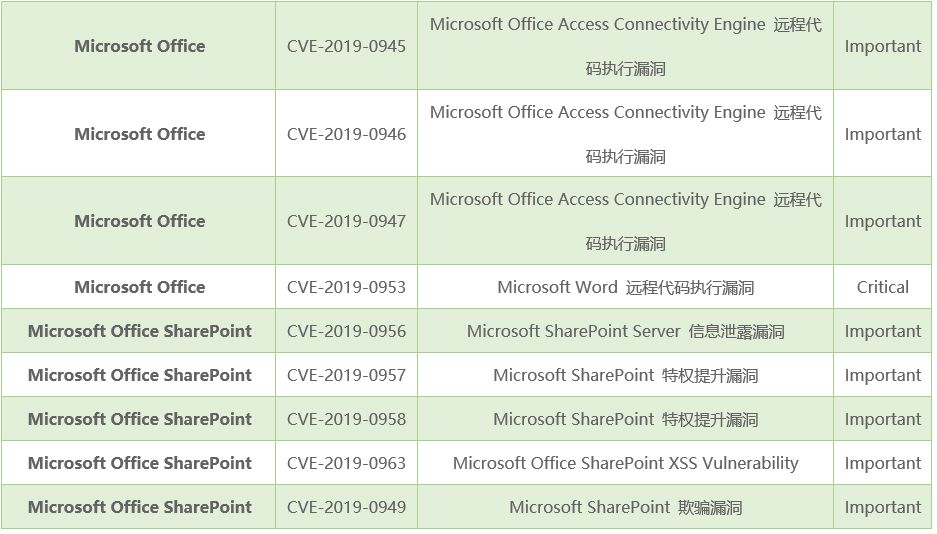 Microsoft Office CVE-2019-0945 Microsoft Office Access Connectivity Engine 远程代
码执行漏洞 Important
Microsoft Office CVE-2019-0946 Microsoft Office Access Connectivity Engine 远程代
码执行漏洞 Important
Microsoft Office CVE-2019-0947 Microsoft Office Access Connectivity Engine 远程代
码执行漏洞 Important
Microsoft Office CVE-2019-0953 Microsoft Word 远程代码执行漏洞 Critical
Microsoft Office SharePoint CVE-2019-0956 Microsoft SharePoint Server 信息泄露漏洞 Important
Microsoft Office SharePoint CVE-2019-0957 Microsoft SharePoint 特权提升漏洞 Important
Microsoft Office SharePoint CVE-2019-0958 Microsoft SharePoint 特权提升漏洞 Important
Microsoft Office SharePoint CVE-2019-0963 Microsoft Office SharePoint XSS Vulnerability Important
Microsoft Office SharePoint CVE-2019-0949 Microsoft SharePoint 欺骗漏洞 Important